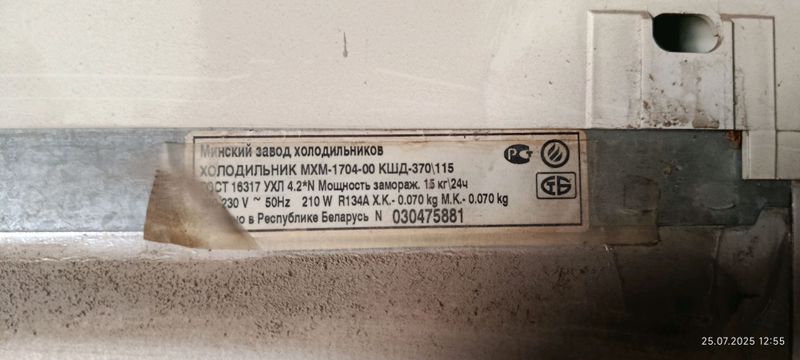 Минский завод холодильников
ХОЛОДИЛЬНИК МХМ-1704-00 КШД-370\115
ГОСТ 16317 УХЛ 4.2*N Мощность замораж. 15 кг\24ч
230 V ~ 50Hz 210 W R134A Х.К.- 0.070 kg М.К.- 0.070 kg
в Республике Беларусь N 030475881
25.07.2025 12:55